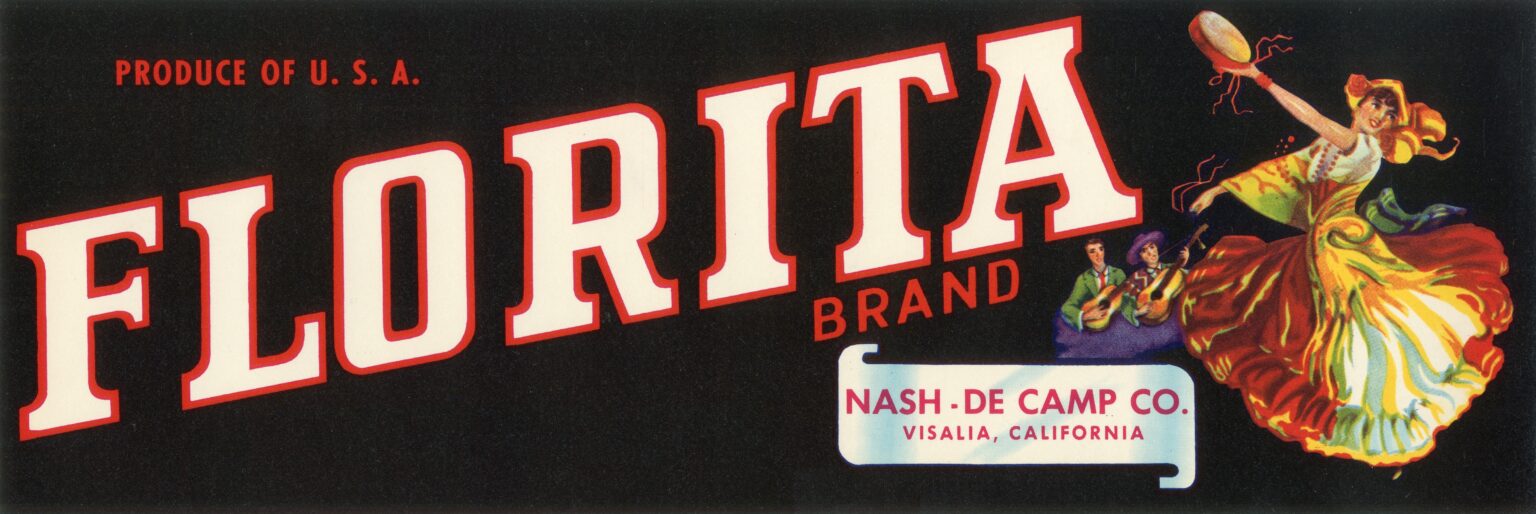 PRODUCE OF U. S. A.
FLORITA
BRAND
NASH - DE CAMP CO.
VISALIA, CALIFORNIA